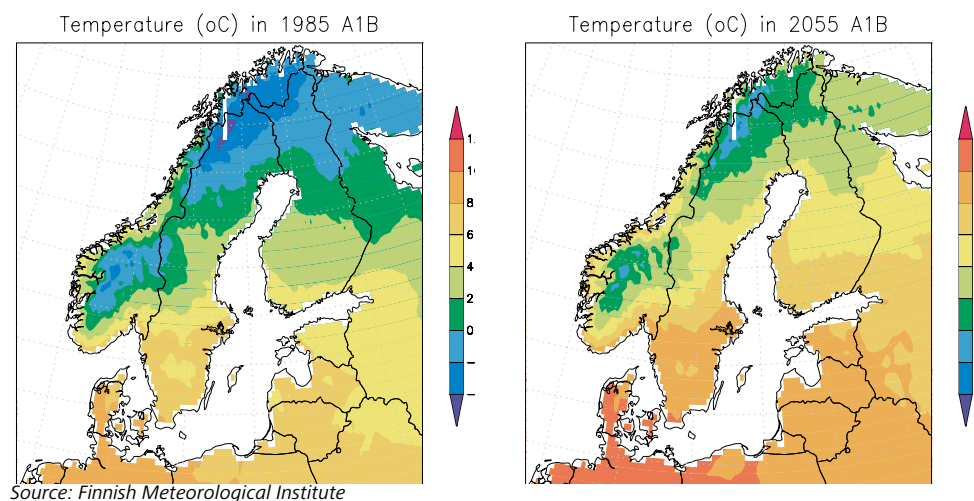 Temperature (oC) in 1985 A1B
Temperature (oC) in 2055 A1B
8
6
4
2
0
Source: Finnish Meteorological Institute